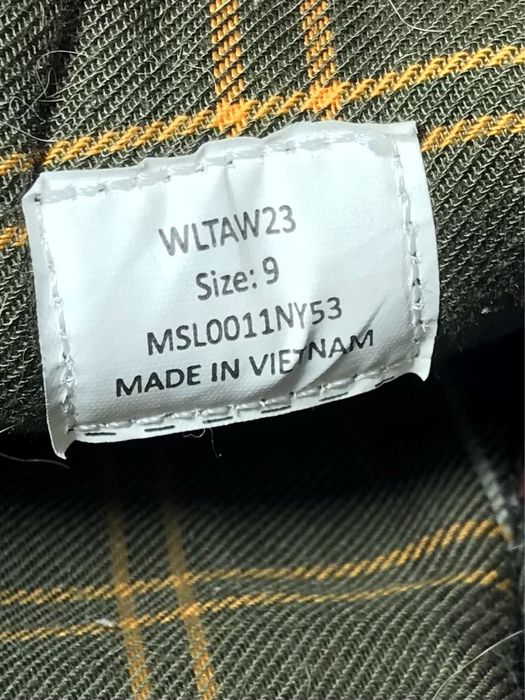 WLTAW23
Size: 9
MSL0011NY53
MADE IN VIETNAM